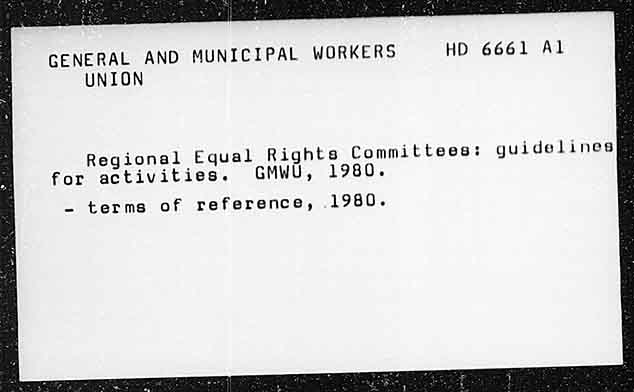 GENERAL AND MUNICIPAL WORKERS HD 6661 A1
UNION
Regional Equal Rights Committees: guidelines
for activities. GMWU, 1980.
- terms of reference, 1980.